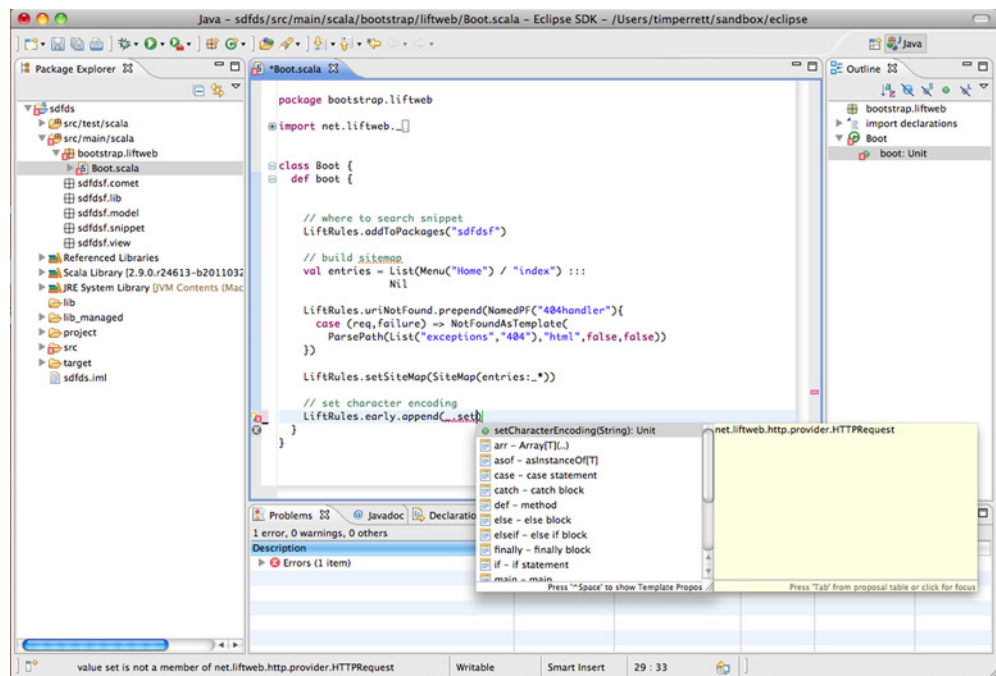 Java – sdfds/src/main/scala/bootstrap/liftweb/Boot.scala – Eclipse SDK – /Users/timperrett/sandbox/eclipse
Java
Package Explorer
sdfds
src/test/scala
src/main/scala
bootstrap.liftweb
Boot.scala
sdfdsf.comet
sdfdsf.lib
sdfdsf.model
sdfdsf.snippet
sdfdsf.view
Referenced Libraries
Scala Library [2.9.0.r24613-b2011032
JRE System Library [JVM Contents (Mac
lib
lib_managed
project
src
target
sdfds.iml
*Boot.scala
package bootstrap.liftweb
import net.liftweb._
class Boot {
def boot {
// where to search snippet
LiftRules.addToPackages("sdfdsf")
// build sitemap
val entries = List(Menu("Home") / "index") :::
Nil
LiftRules.uriNotFound.prepend(NamedPF("404handler"){
case (req,failure) => NotFoundAsTemplate(
ParsePath(List("exceptions","404"),"html",false,false))
})
LiftRules.setSiteMap(SiteMap(entries:_*))
// set character encoding
LiftRules.early.append(_.set)
}
}
setCharacterEncoding(String): Unit
arr – Array[T](..)
asof – asInstanceOf[T]
case – case statement
catch – catch block
def – method
else – else block
elseif – else if block
finally – finally block
if – if statement
main – main
Press '^Space' to show Template Propos
net.liftweb.http.provider.HTTPRequest
Press 'Tab' from proposal table or click for focus
Outline
bootstrap.liftweb
import declarations
Boot
boot: Unit
Problems
@ Javadoc
Declaratio
1 error, 0 warnings, 0 others
Description
Errors (1 item)
value set is not a member of net.liftweb.http.provider.HTTPRequest
Writable
Smart Insert
29 : 33